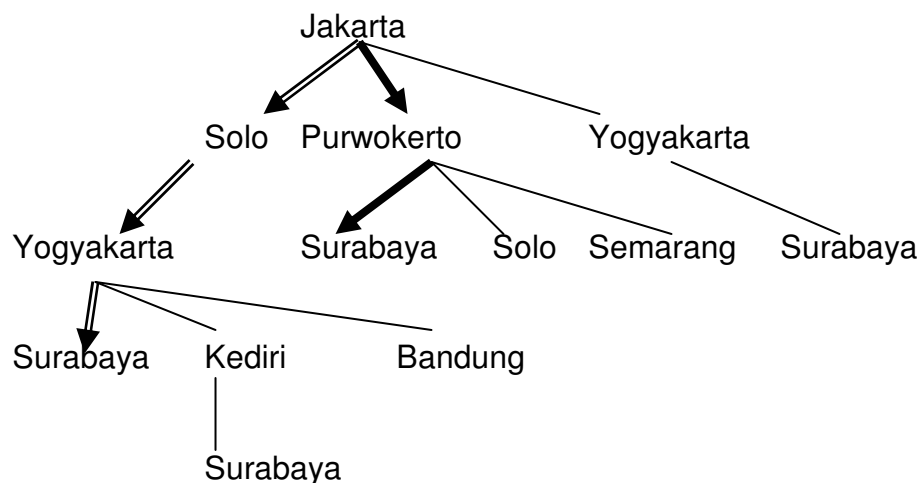 Jakarta
Solo Purwokerto Yogyakarta
Yogyakarta Surabaya Solo Semarang Surabaya
Surabaya Kediri Bandung
Surabaya